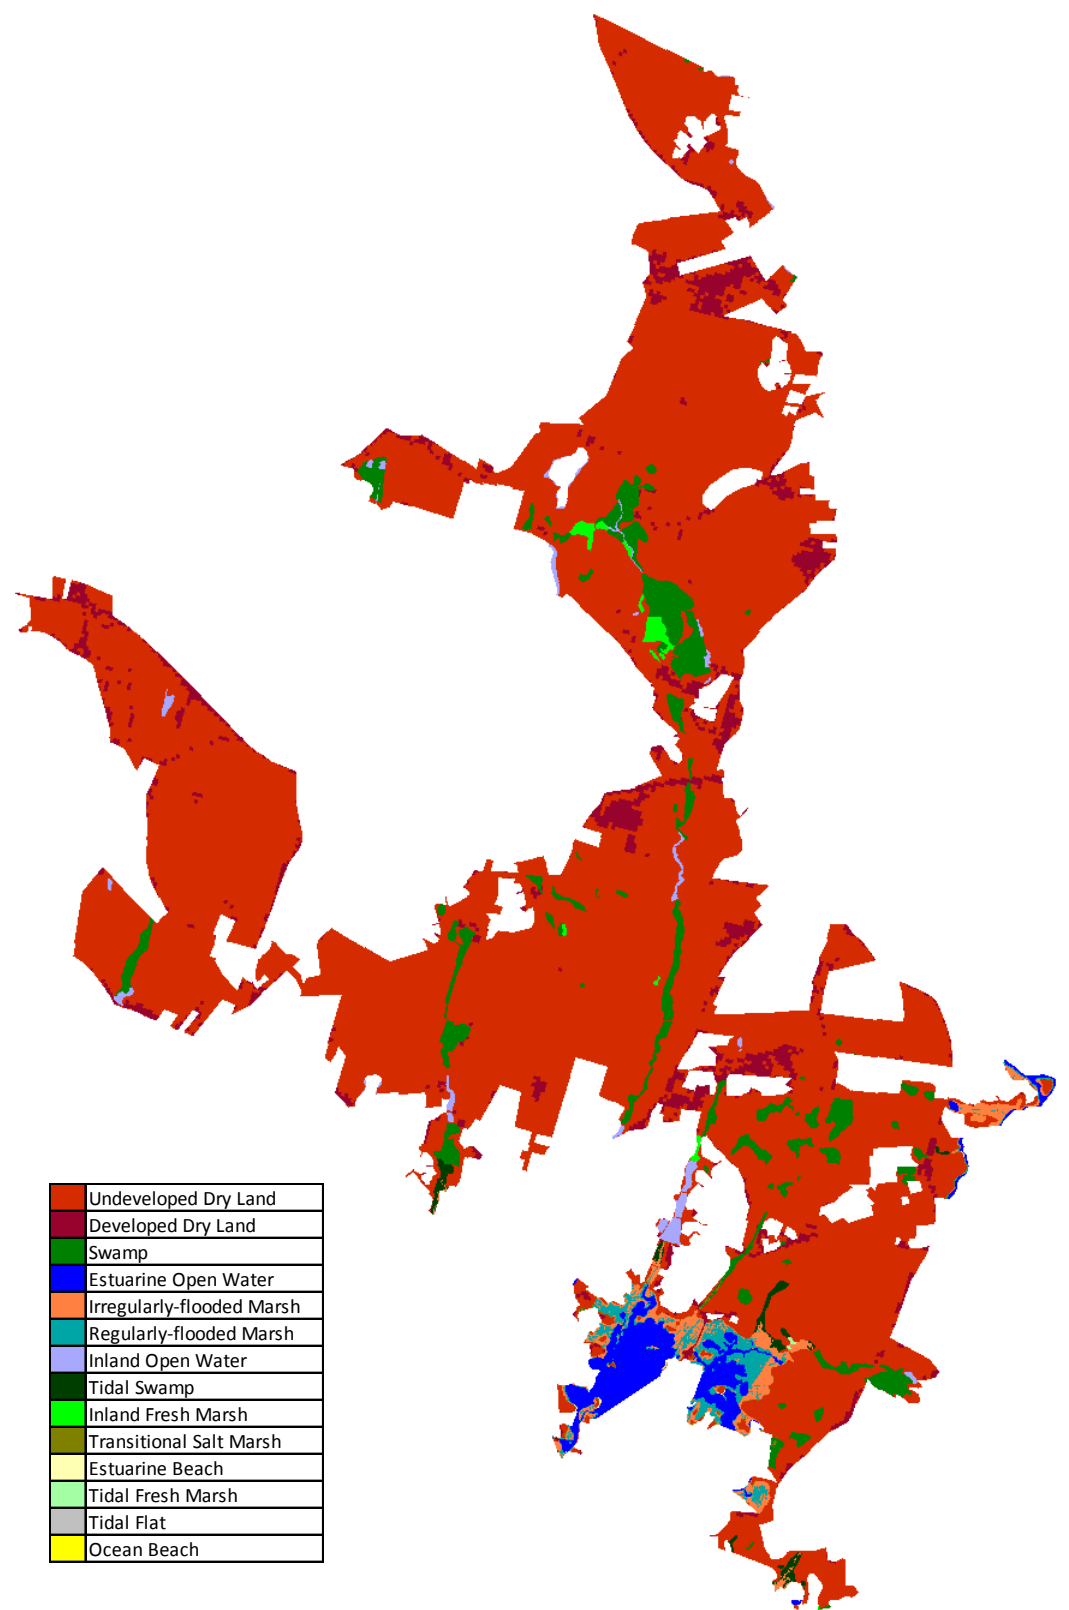 Undeveloped Dry Land
Developed Dry Land
Swamp
Estuarine Open Water
Irregularly-flooded Marsh
Regularly-flooded Marsh
Inland Open Water
Tidal Swamp
Inland Fresh Marsh
Transitional Salt Marsh
Estuarine Beach
Tidal Fresh Marsh
Tidal Flat
Ocean Beach